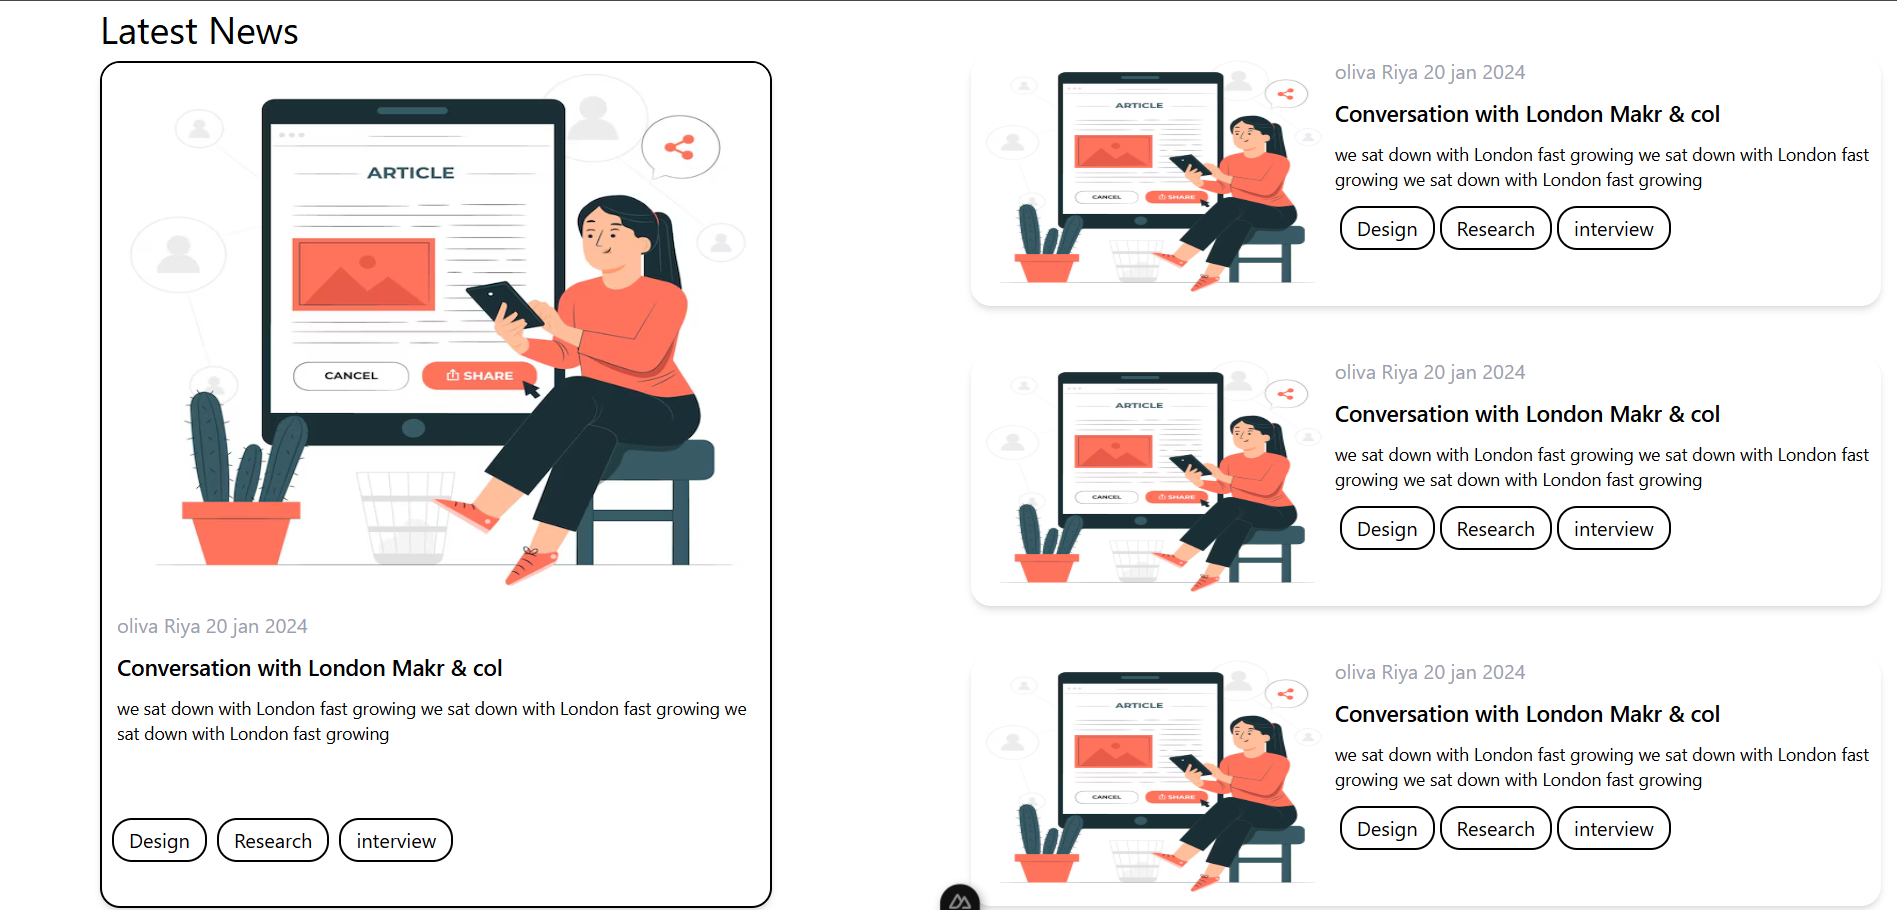 Latest News
ARTICLE
CANCEL
SHARE
oliva Riya 20 jan 2024
Conversation with London Makr & col
we sat down with London fast growing we sat down with London fast growing we
sat down with London fast growing
Design
Research
interview
ARTICLE
CANCEL
SHARE
oliva Riya 20 jan 2024
Conversation with London Makr & col
we sat down with London fast growing we sat down with London fast
growing we sat down with London fast growing
Design
Research
interview
ARTICLE
CANCEL
SHARE
oliva Riya 20 jan 2024
Conversation with London Makr & col
we sat down with London fast growing we sat down with London fast
growing we sat down with London fast growing
Design
Research
interview
ARTICLE
CANCEL
SHARE
oliva Riya 20 jan 2024
Conversation with London Makr & col
we sat down with London fast growing we sat down with London fast
growing we sat down with London fast growing
Design
Research
interview